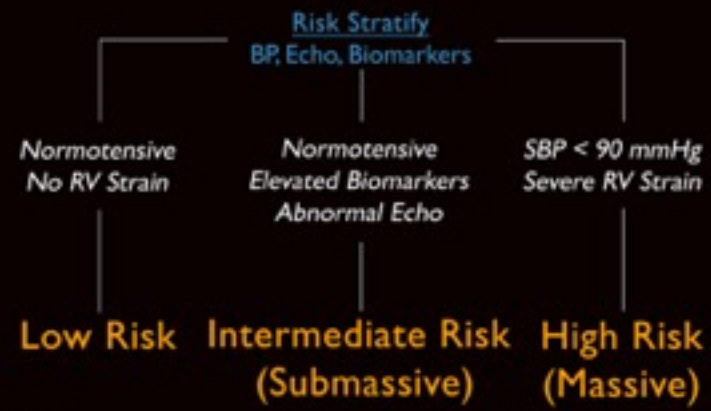 Risk Stratify
BP, Echo, Biomarkers
Normotensive
No RV Strain
Normotensive
Elevated Biomarkers
Abnormal Echo
SBP < 90 mmHg
Severe RV Strain
Low Risk
Intermediate Risk
(Submassive)
High Risk
(Massive)